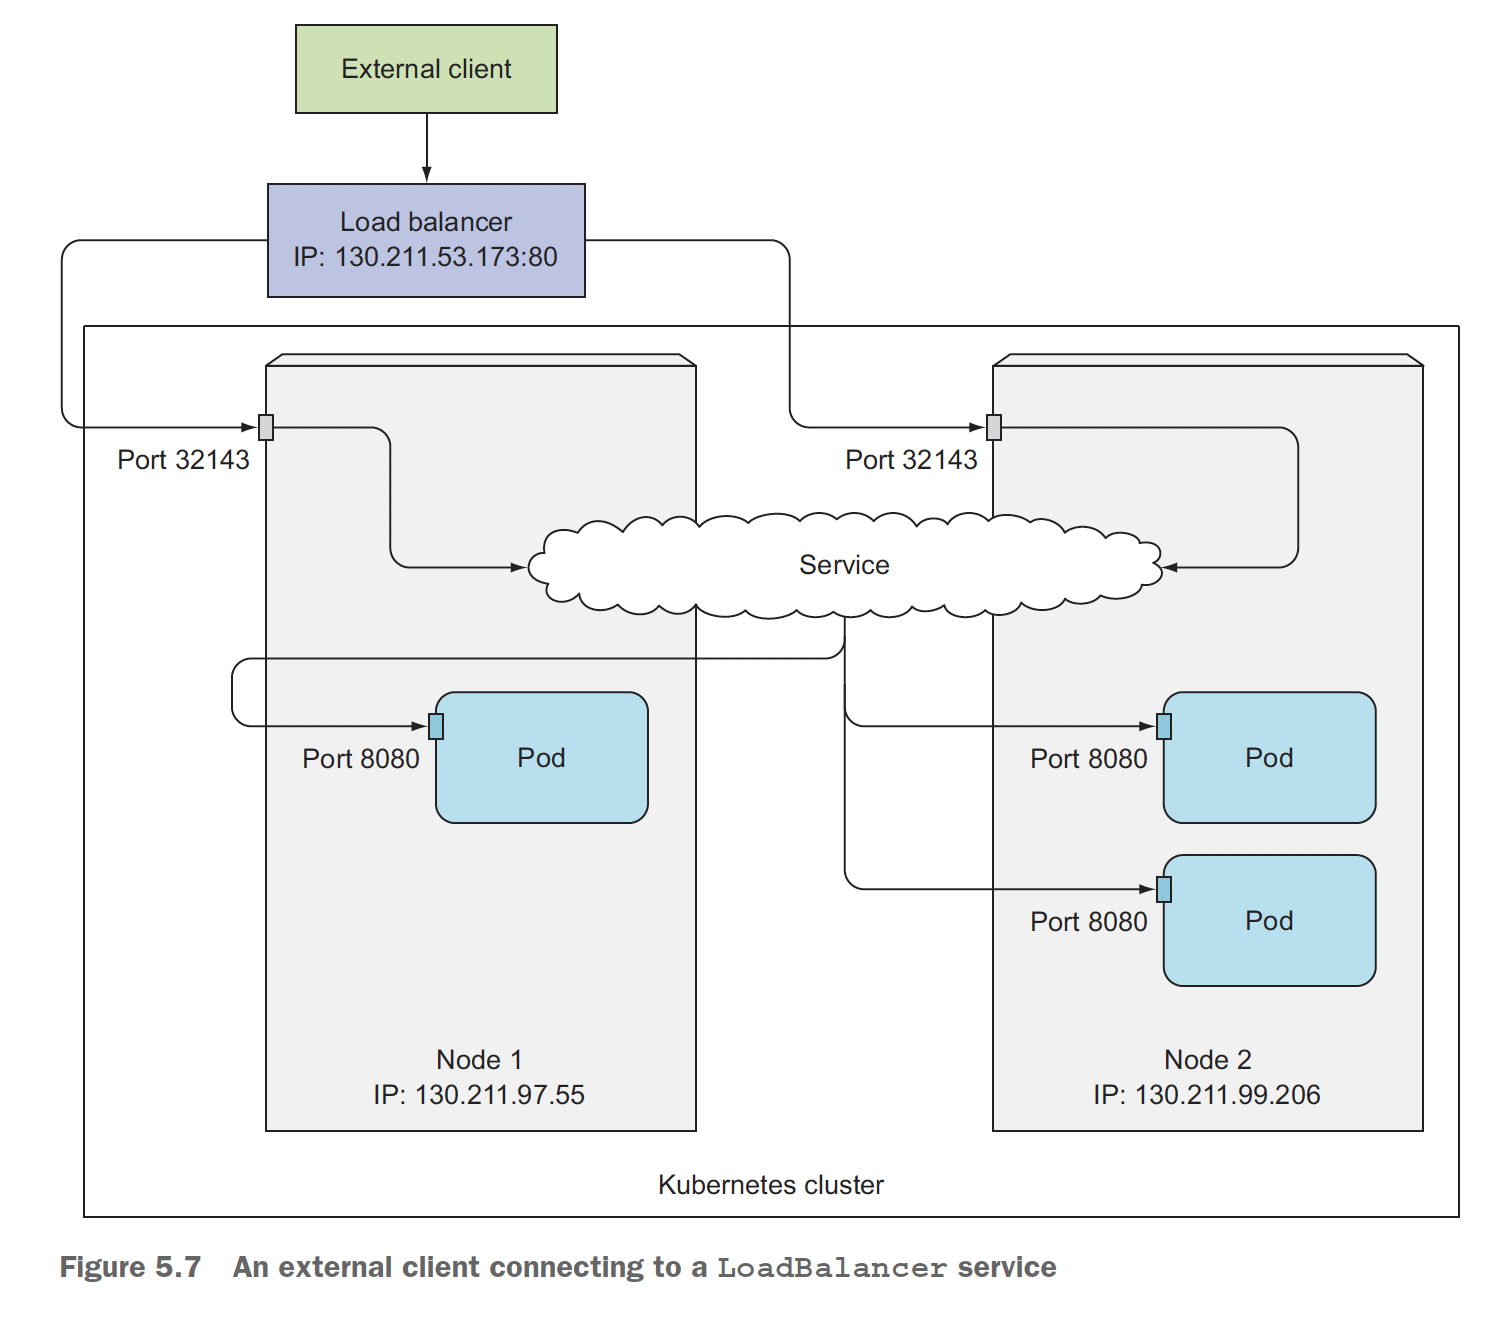 External client
Load balancer
IP: 130.211.53.173:80
Port 32143
Port 32143
Service
Port 8080
Pod
Port 8080
Pod
Port 8080
Pod
Node 1
IP: 130.211.97.55
Node 2
IP: 130.211.99.206
Kubernetes cluster
Figure 5.7 An external client connecting to a LoadBalancer service